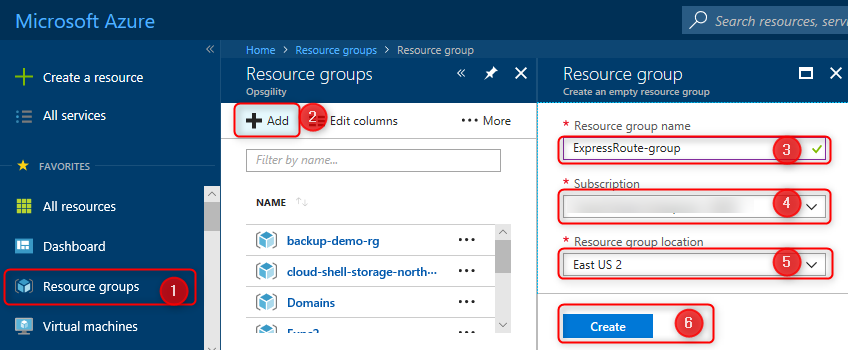 Microsoft Azure
Search resources, serv
Create a resource
All services
FAVORITES
All resources
Dashboard
Resource groups
1
Virtual machines
Home > Resource groups > Resource group
Resource groups
Opsgility
Add
2
Edit columns
More
Filter by name...
NAME
backup-demo-rg
cloud-shell-storage-north···
Domains
Resource group
Create an empty resource group
* Resource group name
ExpressRoute-group
3
* Subscription
4
* Resource group location
East US 2
5
Create
6